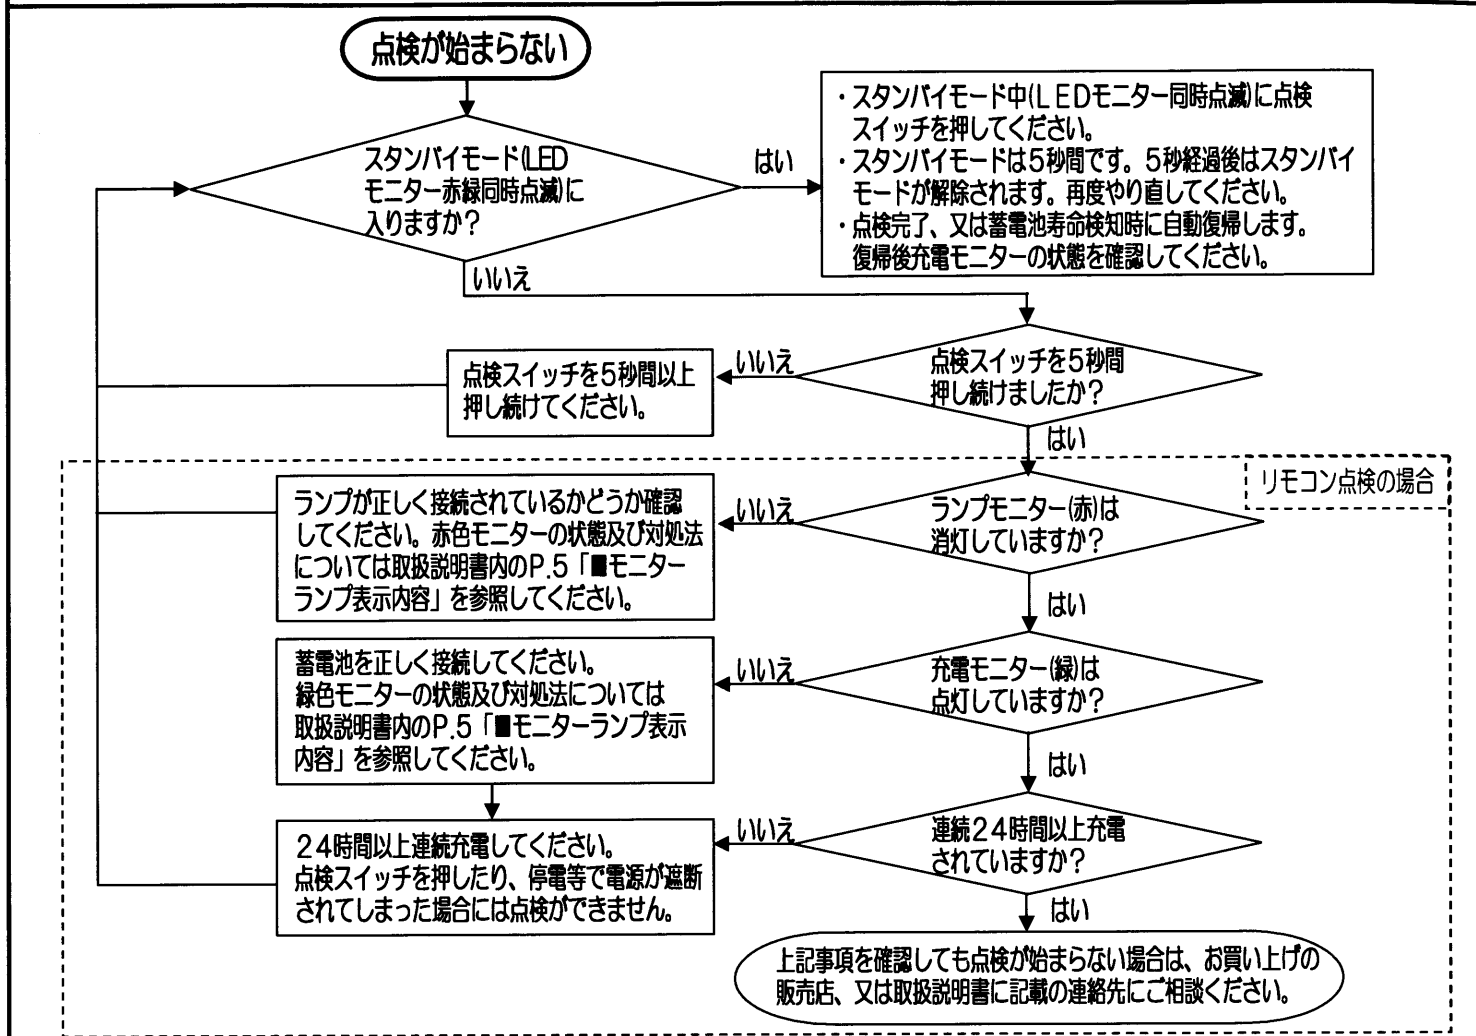 点検が始まらない
スタンバイモード(LED
モニター赤緑同時点滅)に
入りますか？
はい
・スタンバイモード中(LEDモニター同時点滅)に点検
スイッチを押してください。
・スタンバイモードは5秒間です。5秒経過後はスタンバイ
モードが解除されます。再度やり直してください。
・点検完了、又は蓄電池寿命検知時に自動復帰します。
復帰後充電モニターの状態を確認してください。
いいえ
点検スイッチを5秒間
押し続けましたか？
いいえ
点検スイッチを5秒間以上
押し続けてください。
はい
リモコン点検の場合
ランプモニター(赤)は
消灯していますか？
いいえ
ランプが正しく接続されているかどうか確認
してください。赤色モニターの状態及び対処法
については取扱説明書内のP.5「■モニター
ランプ表示内容」を参照してください。
はい
充電モニター(緑)は
点灯していますか？
いいえ
蓄電池を正しく接続してください。
緑色モニターの状態及び対処法については
取扱説明書内のP.5「■モニターランプ表示
内容」を参照してください。
はい
連続24時間以上充電
されていますか？
いいえ
24時間以上連続充電してください。
点検スイッチを押したり、停電等で電源が遮断
されてしまった場合には点検ができません。
はい
上記事項を確認しても点検が始まらない場合は、お買い上げの
販売店、又は取扱説明書に記載の連絡先にご相談ください。